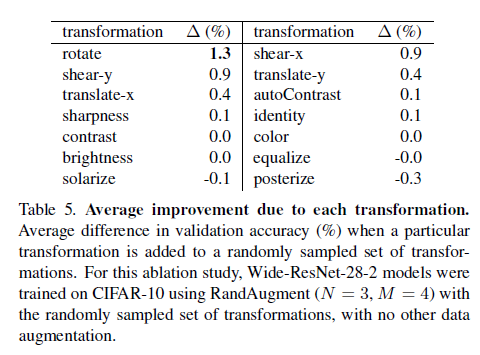 transformation Δ (%) transformation Δ (%)
rotate 1.3 shear-x 0.9
shear-y 0.9 translate-y 0.4
translate-x 0.4 autoContrast 0.1
sharpness 0.1 identity 0.1
contrast 0.0 color 0.0
brightness 0.0 equalize -0.0
solarize -0.1 posterize -0.3
Table 5. Average improvement due to each transformation.
Average difference in validation accuracy (%) when a particular
transformation is added to a randomly sampled set of transfor-
mations. For this ablation study, Wide-ResNet-28-2 models were
trained on CIFAR-10 using RandAugment (N = 3, M = 4) with
the randomly sampled set of transformations, with no other data
augmentation.